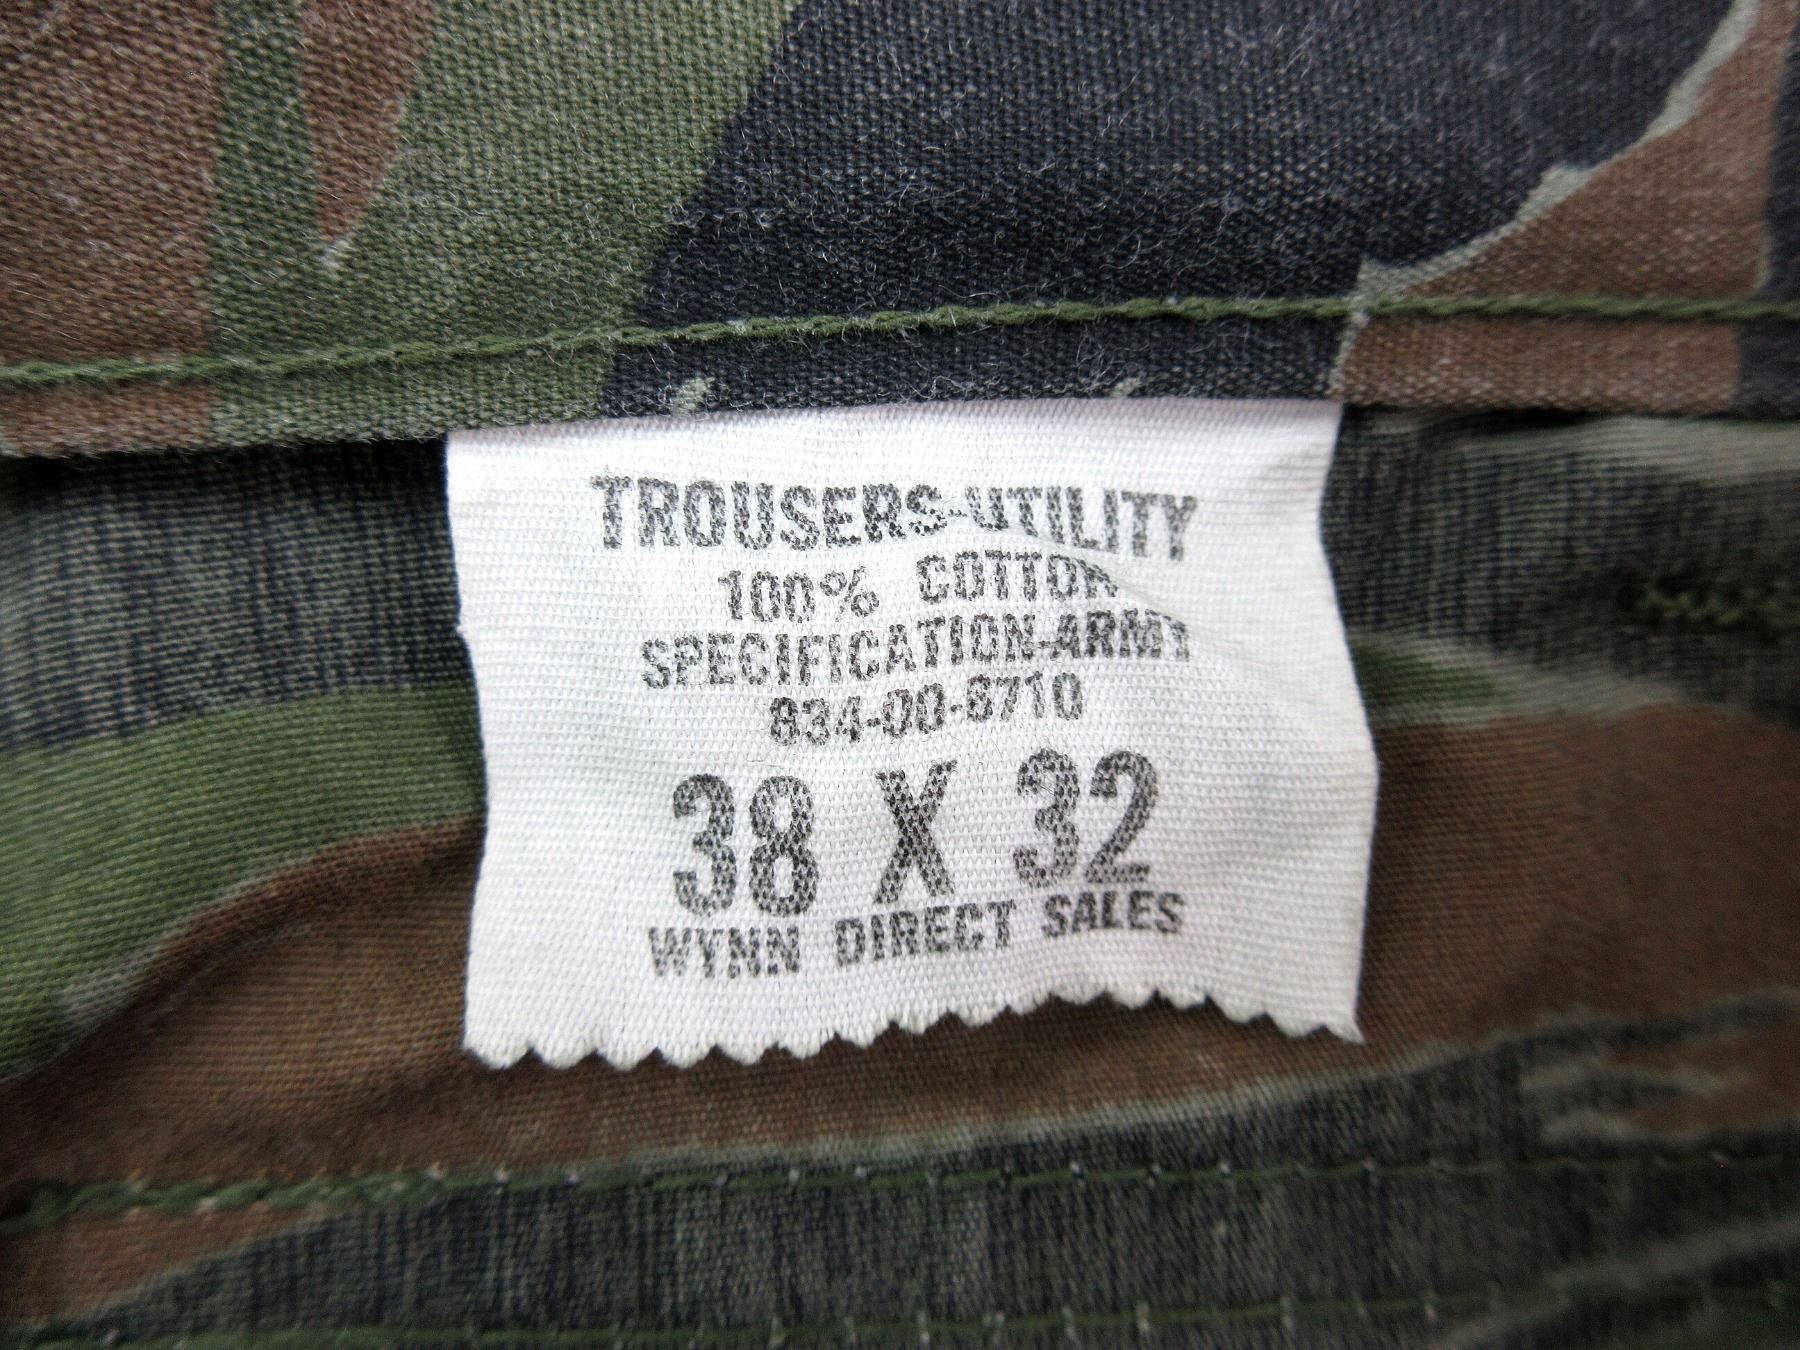 TROUSERS-UTILITY
100% COTTON
SPECIFICATION-ARMY
834-00-8710
38 X 32
WYNN DIRECT SALES